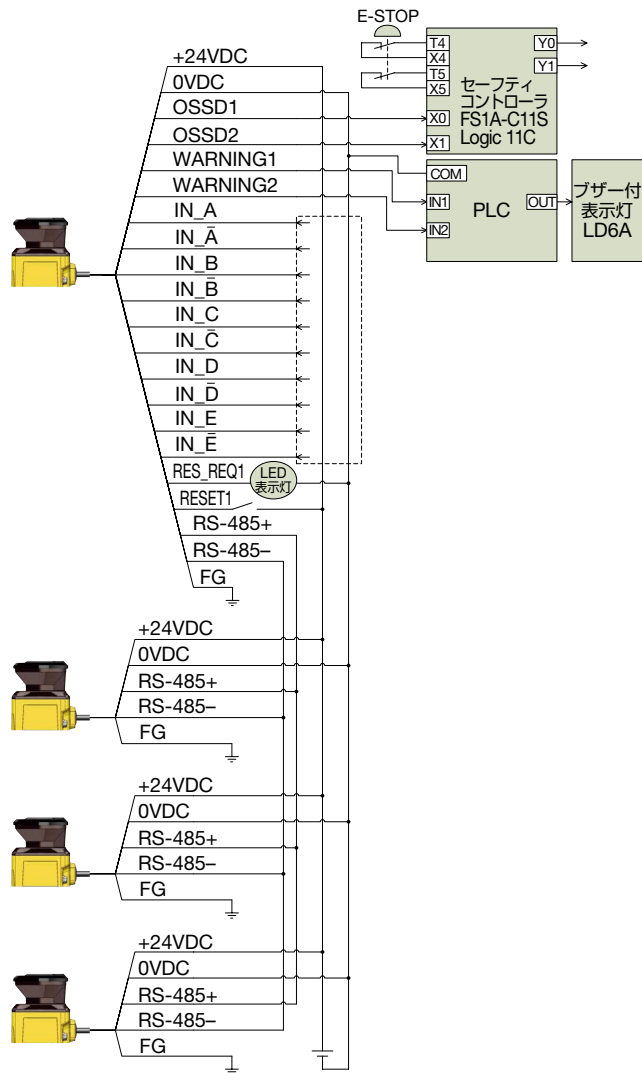 E-STOP
T4
X4
T5
X5
X0
X1
Y0
Y1
セーフティ
コントローラ
FS1A-C11S
Logic 11C
COM
IN1
IN2
PLC
OUT
ブザー付
表示灯
LD6A
+24VDC
0VDC
OSSD1
OSSD2
WARNING1
WARNING2
IN_A
IN_A̅
IN_B
IN_B̅
IN_C
IN_C̅
IN_D
IN_D̅
IN_E
IN_E̅
RES_REQ1
LED
表示灯
RESET1
RS-485+
RS-485−
FG
+24VDC
0VDC
RS-485+
RS-485−
FG
+24VDC
0VDC
RS-485+
RS-485−
FG
+24VDC
0VDC
RS-485+
RS-485−
FG